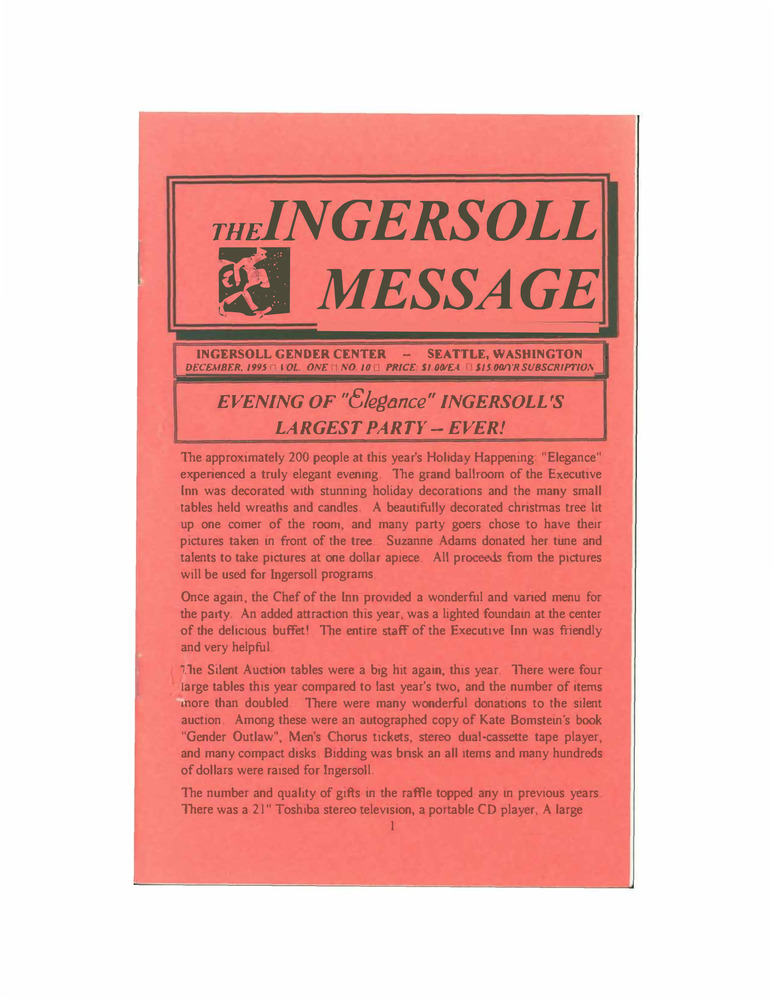 THE INGERSOLL
MESSAGE
INGERSOLL GENDER CENTER – SEATTLE, WASHINGTON
DECEMBER, 1995 □ VOL. ONE □ NO. 10 □ PRICE: $1.00/EA □ $15.00/YR SUBSCRIPTION
EVENING OF "Elegance" INGERSOLL'S
LARGEST PARTY – EVER!
The approximately 200 people at this year's Holiday Happening: "Elegance"
experienced a truly elegant evening. The grand ballroom of the Executive
Inn was decorated with stunning holiday decorations and the many small
tables held wreaths and candles. A beautifully decorated christmas tree lit
up one corner of the room, and many party goers chose to have their
pictures taken in front of the tree. Suzanne Adams donated her time and
talents to take pictures at one dollar apiece. All proceeds from the pictures
will be used for Ingersoll programs.
Once again, the Chef of the Inn provided a wonderful and varied menu for
the party. An added attraction this year, was a lighted foundain at the center
of the delicious buffet! The entire staff of the Executive Inn was friendly
and very helpful.
The Silent Auction tables were a big hit again, this year. There were four
large tables this year compared to last year's two, and the number of items
more than doubled. There were many wonderful donations to the silent
auction. Among these were an autographed copy of Kate Bornstein's book
"Gender Outlaw", Men's Chorus tickets, stereo dual-cassette tape player,
and many compact disks. Bidding was brisk an all items and many hundreds
of dollars were raised for Ingersoll.
The number and quality of gifts in the raffle topped any in previous years.
There was a 21" Toshiba stereo television, a portable CD player, A large
1